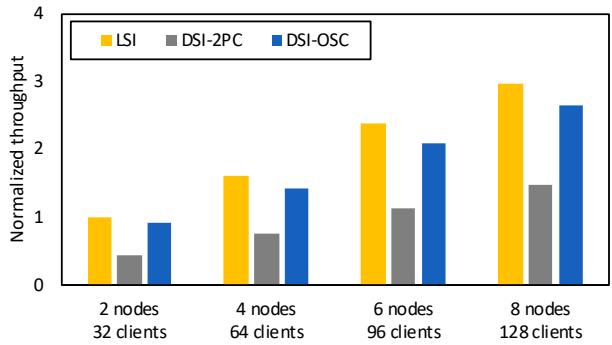 4
LSI DSI-2PC DSI-OSC
3
2
1
0
Normalized throughput
2 nodes 4 nodes 6 nodes 8 nodes
32 clients 64 clients 96 clients 128 clients